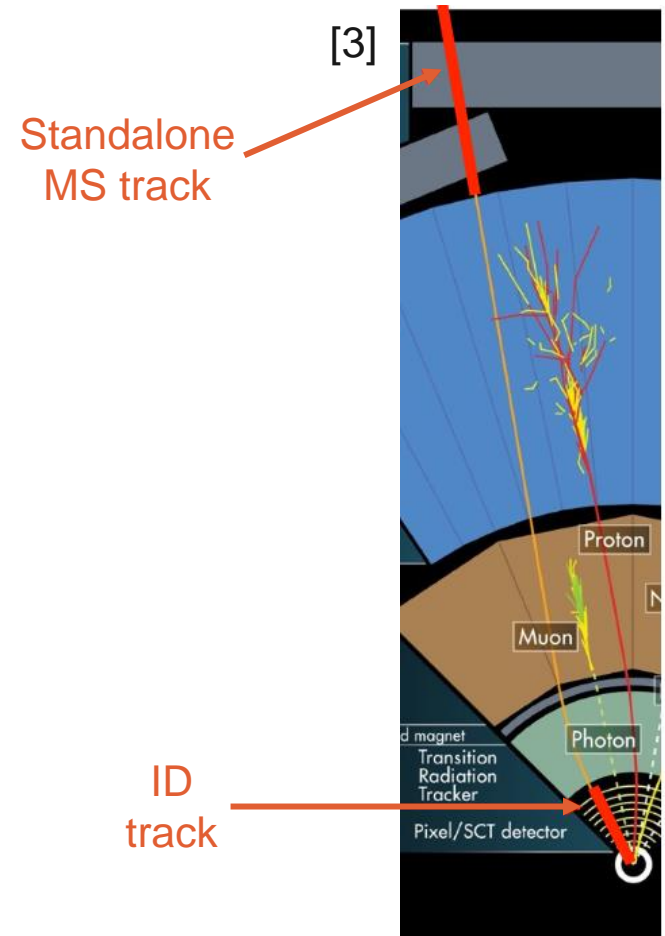 [3]
Standalone
MS track
Proton
Muon
Photon
d magnet
Transition
Radiation
Tracker
Pixel/SCT detector
ID
track